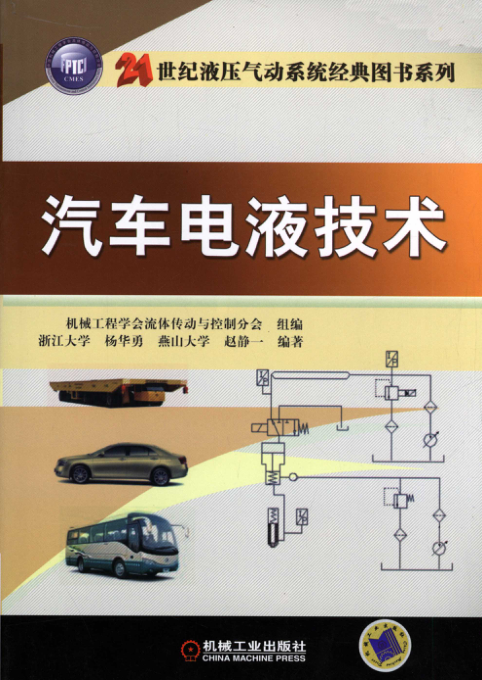 FPTC
CMES
21世纪液压气动系统经典图书系列
汽车电液技术
机械工程学会流体传动与控制分会 组编
浙江大学 杨华勇 燕山大学 赵静一 编著
机械工业出版社
CHINA MACHINE PRESS